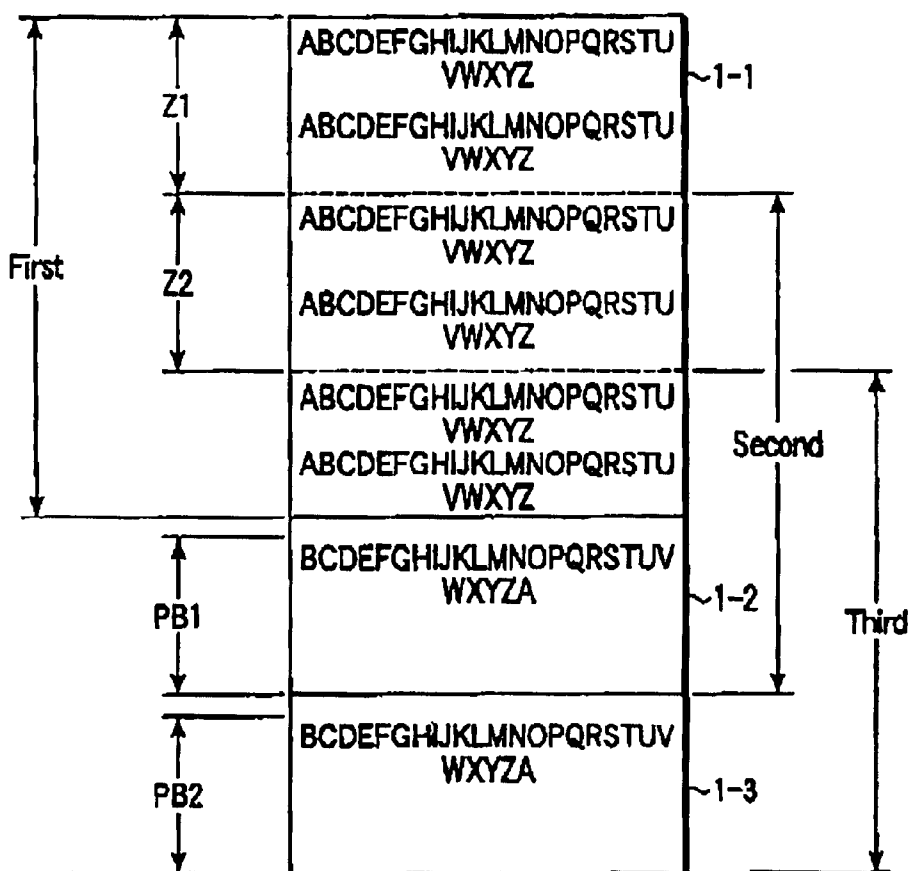 ABCDEFGHIJKLMNOPQRSTU
VWXYZ
1-1
Z1
ABCDEFGHIJKLMNOPQRSTU
VWXYZ
ABCDEFGHIJKLMNOPQRSTU
VWXYZ
First
Z2
ABCDEFGHIJKLMNOPQRSTU
VWXYZ
ABCDEFGHIJKLMNOPQRSTU
VWXYZ
Second
ABCDEFGHIJKLMNOPQRSTU
VWXYZ
BCDEFGHIJKLMNOPQRSTUV
WXYZA
1-2
PB1
Third
BCDEFGHIJKLMNOPQRSTUV
WXYZA
1-3
PB2